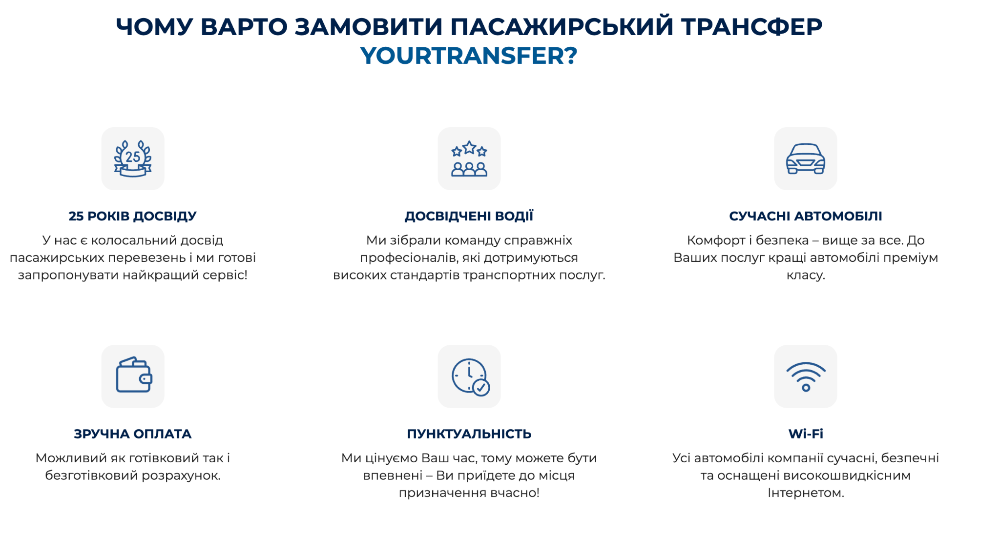 ЧОМУ ВАРТО ЗАМОВИТИ ПАСАЖИРСЬКИЙ ТРАНСФЕР
YOURTRANSFER?
25
25 РОКІВ ДОСВІДУ
У нас є колосальний досвід
пасажирських перевезень і ми готові
запропонувати найкращий сервіс!
ДОСВІДЧЕНІ ВОДІЇ
Ми зібрали команду справжніх
професіоналів, які дотримуються
високих стандартів транспортних послуг.
СУЧАСНІ АВТОМОБІЛІ
Комфорт і безпека – вище за все. До
Ваших послуг кращі автомобілі преміум
класу.
ЗРУЧНА ОПЛАТА
Можливий як готівковий так і
безготівковий розрахунок.
ПУНКТУАЛЬНІСТЬ
Ми цінуємо Ваш час, тому можете бути
впевнені – Ви приїдете до місця
призначення вчасно!
Wi-Fi
Усі автомобілі компанії сучасні, безпечні
та оснащені високошвидкісним
Інтернетом.